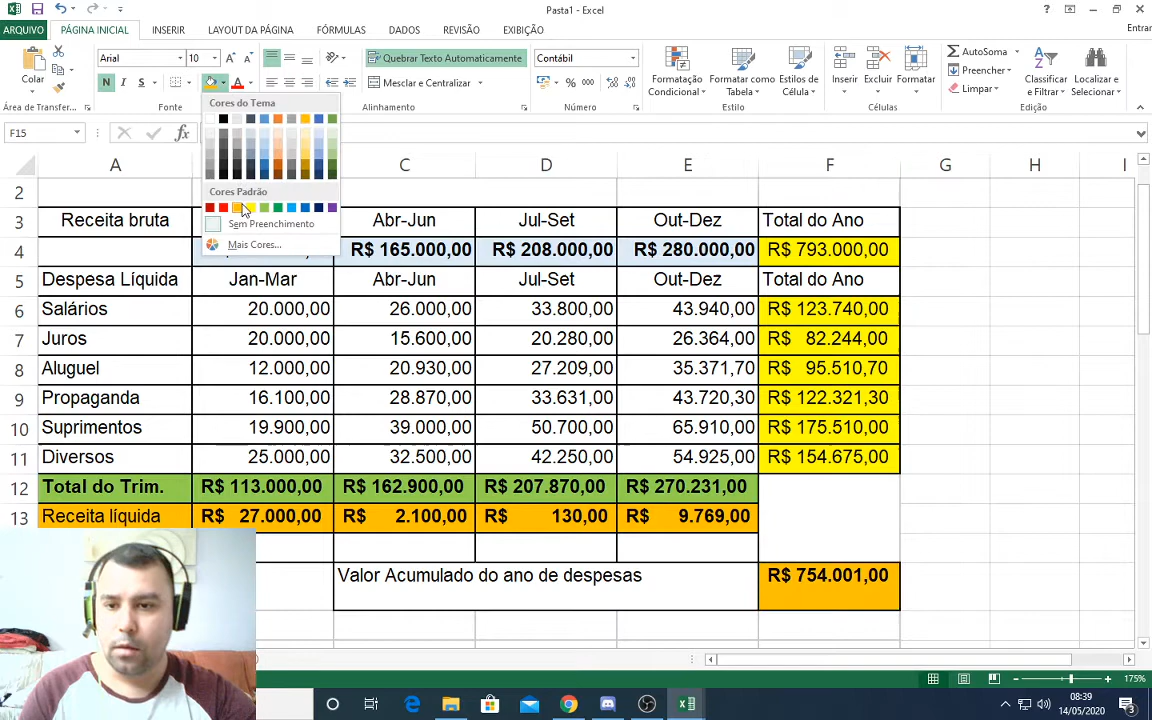 Pasta1 - Excel
Entrar
ARQUIVO PÁGINA INICIAL INSERIR LAYOUT DA PÁGINA FÓRMULAS DADOS REVISÃO EXIBIÇÃO
Colar
Área de Transfer...
Arial 10
N I S
Fonte
Quebrar Texto Automaticamente
Mesclar e Centralizar
Alinhamento
Contábil
% 000
Número
Formatação Condicional
Formatar como Tabela
Estilos de Célula
Estilo
Inserir Excluir Formatar
Células
AutoSoma
Preencher
Limpar
Classificar e Filtrar
Localizar e Selecionar
Edição
F15
fx
Cores do Tema
Cores Padrão
Sem Preenchimento
Mais Cores...
A C D E F G H I
2
3 Receita bruta Abr-Jun Jul-Set Out-Dez Total do Ano
4 R$ 165.000,00 R$ 208.000,00 R$ 280.000,00 R$ 793.000,00
5 Despesa Líquida Jan-Mar Abr-Jun Jul-Set Out-Dez Total do Ano
6 Salários 20.000,00 26.000,00 33.800,00 43.940,00 R$ 123.740,00
7 Juros 20.000,00 15.600,00 20.280,00 26.364,00 R$ 82.244,00
8 Aluguel 12.000,00 20.930,00 27.209,00 35.371,70 R$ 95.510,70
9 Propaganda 16.100,00 28.870,00 33.631,00 43.720,30 R$ 122.321,30
10 Suprimentos 19.900,00 39.000,00 50.700,00 65.910,00 R$ 175.510,00
11 Diversos 25.000,00 32.500,00 42.250,00 54.925,00 R$ 154.675,00
12 Total do Trim. R$ 113.000,00 R$ 162.900,00 R$ 207.870,00 R$ 270.231,00
13 Receita líquida R$ 27.000,00 R$ 2.100,00 R$ 130,00 R$ 9.769,00
Valor Acumulado do ano de despesas R$ 754.001,00
175%
08:39
14/05/2020
3